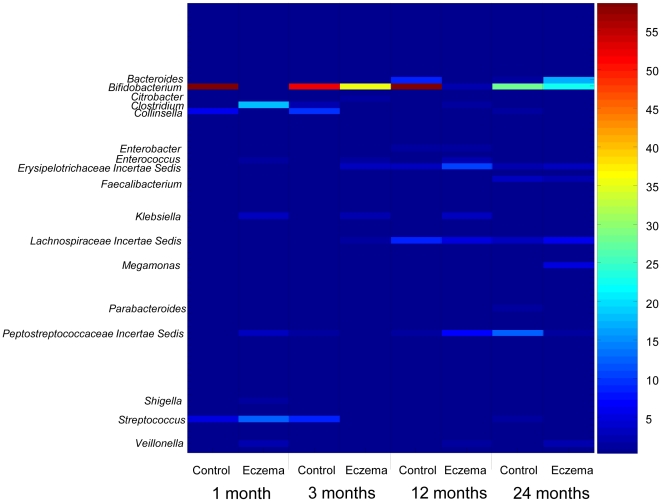 Bacteroides
Bifidobacterium
Citrobacter
Clostridium
Collinsella
Enterobacter
Enterococcus
Erysipelotrichaceae Incertae Sedis
Faecalibacterium
Klebsiella
Lachnospiraceae Incertae Sedis
Megamonas
Parabacteroides
Peptostreptococcaceae Incertae Sedis
Shigella
Streptococcus
Veillonella
Control Eczema Control Eczema Control Eczema Control Eczema
1 month 3 months 12 months 24 months
55
50
45
40
35
30
25
20
15
10
5